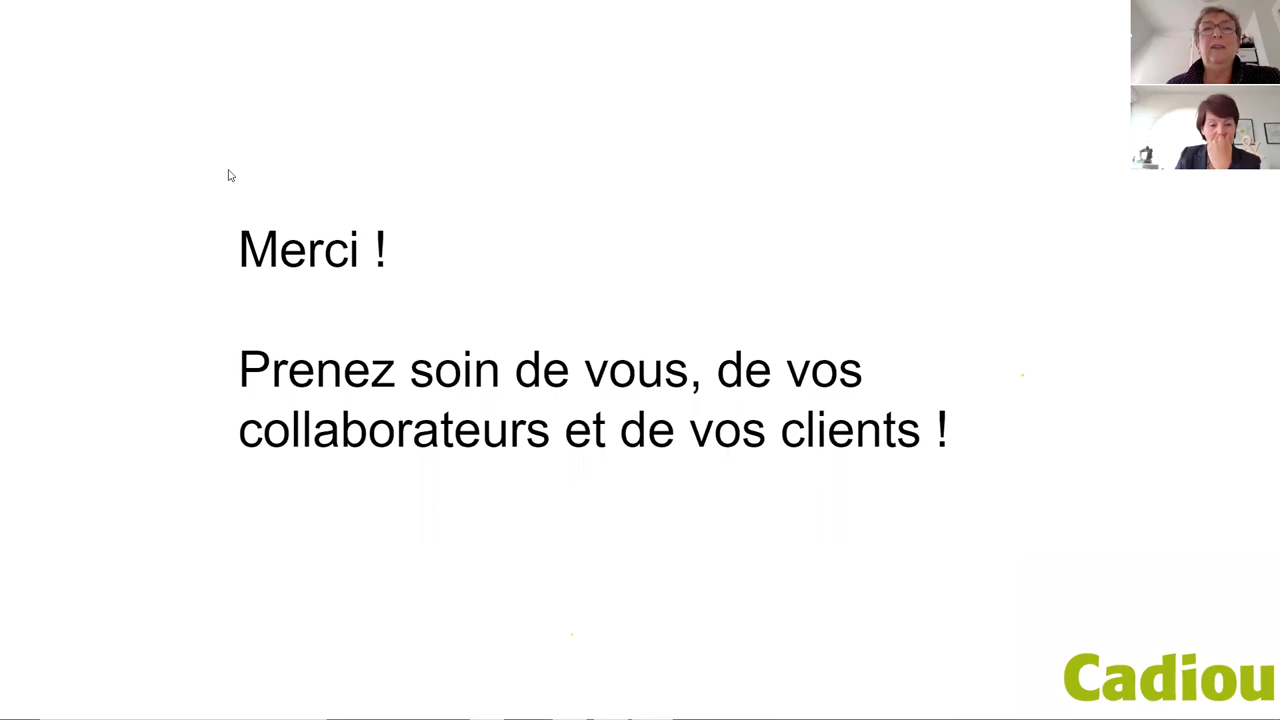 Merci !
Prenez soin de vous, de vos
collaborateurs et de vos clients !
Cadiou